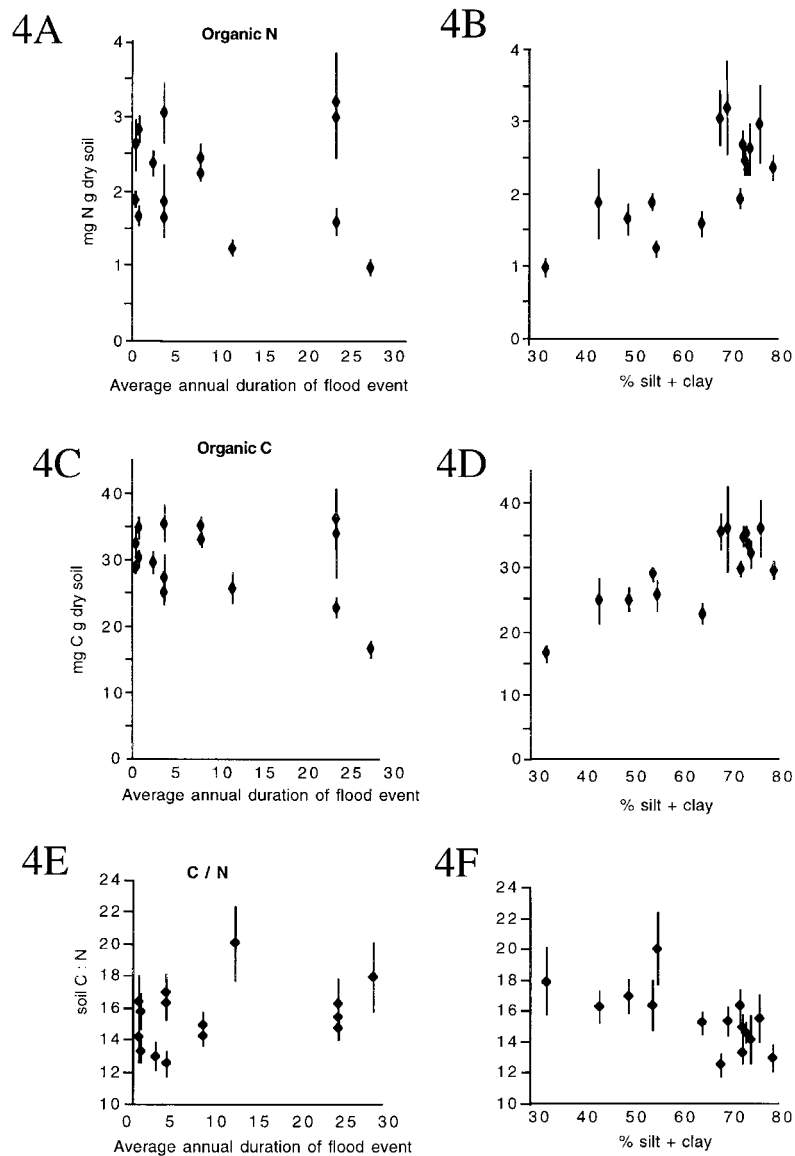 4A
Organic N
4
3
2
1
0
mg N g dry soil
0 5 10 15 20 25 30
Average annual duration of flood event
4B
4
3
2
1
0
30 40 50 60 70 80
% silt + clay
4C
Organic C
40
30
20
10
0
mg C g dry soil
0 5 10 15 20 25 30
Average annual duration of flood event
4D
40
30
20
10
0
30 40 50 60 70 80
% silt + clay
4E
C / N
24
22
20
18
16
14
12
10
soil C : N
0 5 10 15 20 25 30
Average annual duration of flood event
4F
24
22
20
18
16
14
12
10
30 40 50 60 70 80
% silt + clay